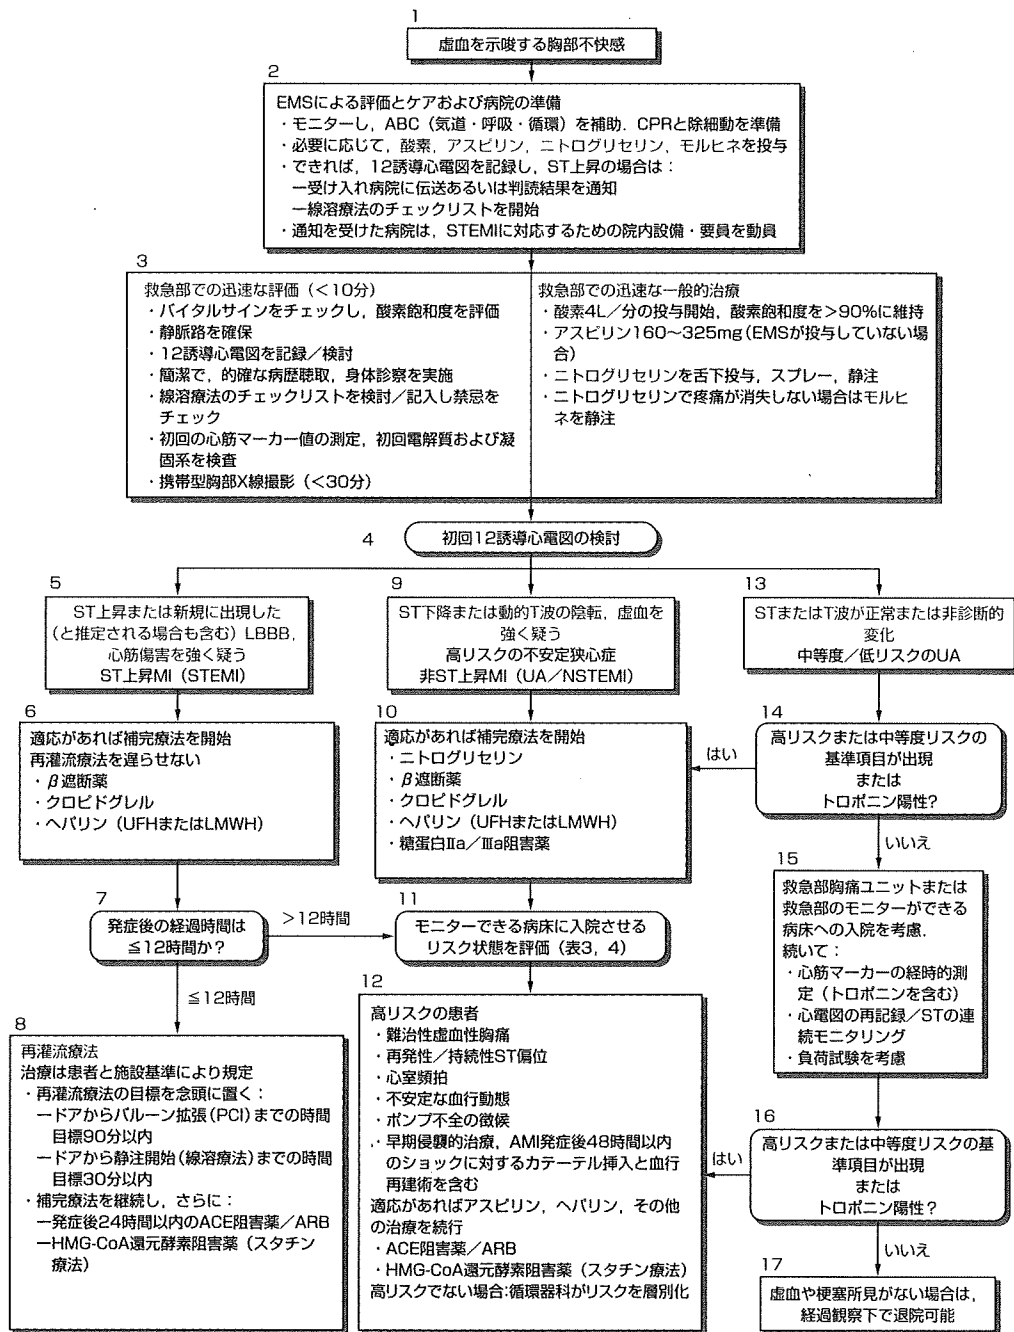 1
虚血を示唆する胸部不快感
2
EMSによる評価とケアおよび病院の準備
・モニターし，ABC（気道・呼吸・循環）を補助．CPRと除細動を準備
・必要に応じて，酸素，アスピリン，ニトログリセリン，モルヒネを投与
・できれば，12誘導心電図を記録し，ST上昇の場合は：
ー受け入れ病院に伝送あるいは判読結果を通知
ー線溶療法のチェックリストを開始
・通知を受けた病院は，STEMIに対応するための院内設備・要員を動員
3
救急部での迅速な評価（<10分）
・バイタルサインをチェックし，酸素飽和度を評価
・静脈路を確保
・12誘導心電図を記録／検討
・簡潔で，的確な病歴聴取，身体診察を実施
・線溶療法のチェックリストを検討／記入し禁忌を
チェック
・初回の心筋マーカー値の測定，初回電解質および凝
固系を検査
・携帯型胸部X線撮影（<30分）
救急部での迅速な一般的治療
・酸素4L／分の投与開始，酸素飽和度を>90%に維持
・アスピリン160〜325mg（EMSが投与していない場
合）
・ニトログリセリンを舌下投与，スプレー，静注
・ニトログリセリンで疼痛が消失しない場合はモルヒ
ネを静注
4
初回12誘導心電図の検討
5
ST上昇または新規に出現した
（と推定される場合も含む）LBBB，
心筋傷害を強く疑う
ST上昇MI（STEMI）
6
適応があれば補完療法を開始
再灌流療法を遅らせない
・β遮断薬
・クロピドグレル
・ヘパリン（UFHまたはLMWH）
7
発症後の経過時間は
≦12時間か？
>12時間
≦12時間
8
再灌流療法
治療は患者と施設基準により規定
・再灌流療法の目標を念頭に置く：
ードアからバルーン拡張（PCI）までの時間
目標90分以内
ードアから静注開始（線溶療法）までの時間
目標30分以内
・補完療法を継続し，さらに：
ー発症後24時間以内のACE阻害薬／ARB
ーHMG-CoA還元酵素阻害薬（スタチン
療法）
9
ST下降または動的T波の陰転，虚血を
強く疑う
高リスクの不安定狭心症
非ST上昇MI（UA／NSTEMI）
10
適応があれば補完療法を開始
・ニトログリセリン
・β遮断薬
・クロピドグレル
・ヘパリン（UFHまたはLMWH）
・糖蛋白Ⅱa／Ⅲa阻害薬
11
モニターできる病床に入院させる
リスク状態を評価（表3，4）
12
高リスクの患者
・難治性虚血性胸痛
・再発性／持続性ST偏位
・心室頻拍
・不安定な血行動態
・ポンプ不全の徴候
・早期侵襲的治療，AMI発症後48時間以内
のショックに対するカテーテル挿入と血行
再建術を含む
適応があればアスピリン，ヘパリン，その他
の治療を続行
・ACE阻害薬／ARB
・HMG-CoA還元酵素阻害薬（スタチン療法）
高リスクでない場合：循環器科がリスクを層別化
13
STまたはT波が正常または非診断的
変化
中等度／低リスクのUA
14
高リスクまたは中等度リスクの
基準項目が出現
または
トロポニン陽性？
はい
いいえ
15
救急部胸痛ユニットまたは
救急部のモニターができる
病床への入院を考慮．
続いて：
・心筋マーカーの経時的測
定（トロポニンを含む）
・心電図の再記録／STの連
続モニタリング
・負荷試験を考慮
16
高リスクまたは中等度リスクの基
準項目が出現
または
トロポニン陽性？
はい
いいえ
17
虚血や梗塞所見がない場合は，
経過観察下で退院可能